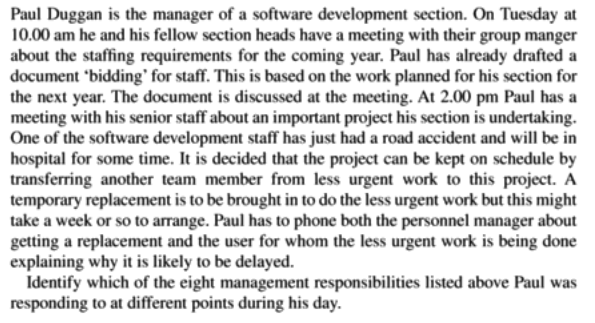 Paul Duggan is the manager of a software development section. On Tuesday at
10.00 am he and his fellow section heads have a meeting with their group manger
about the staffing requirements for the coming year. Paul has already drafted a
document ‘bidding’ for staff. This is based on the work planned for his section for
the next year. The document is discussed at the meeting. At 2.00 pm Paul has a
meeting with his senior staff about an important project his section is undertaking.
One of the software development staff has just had a road accident and will be in
hospital for some time. It is decided that the project can be kept on schedule by
transferring another team member from less urgent work to this project. A
temporary replacement is to be brought in to do the less urgent work but this might
take a week or so to arrange. Paul has to phone both the personnel manager about
getting a replacement and the user for whom the less urgent work is being done
explaining why it is likely to be delayed.
Identify which of the eight management responsibilities listed above Paul was
responding to at different points during his day.